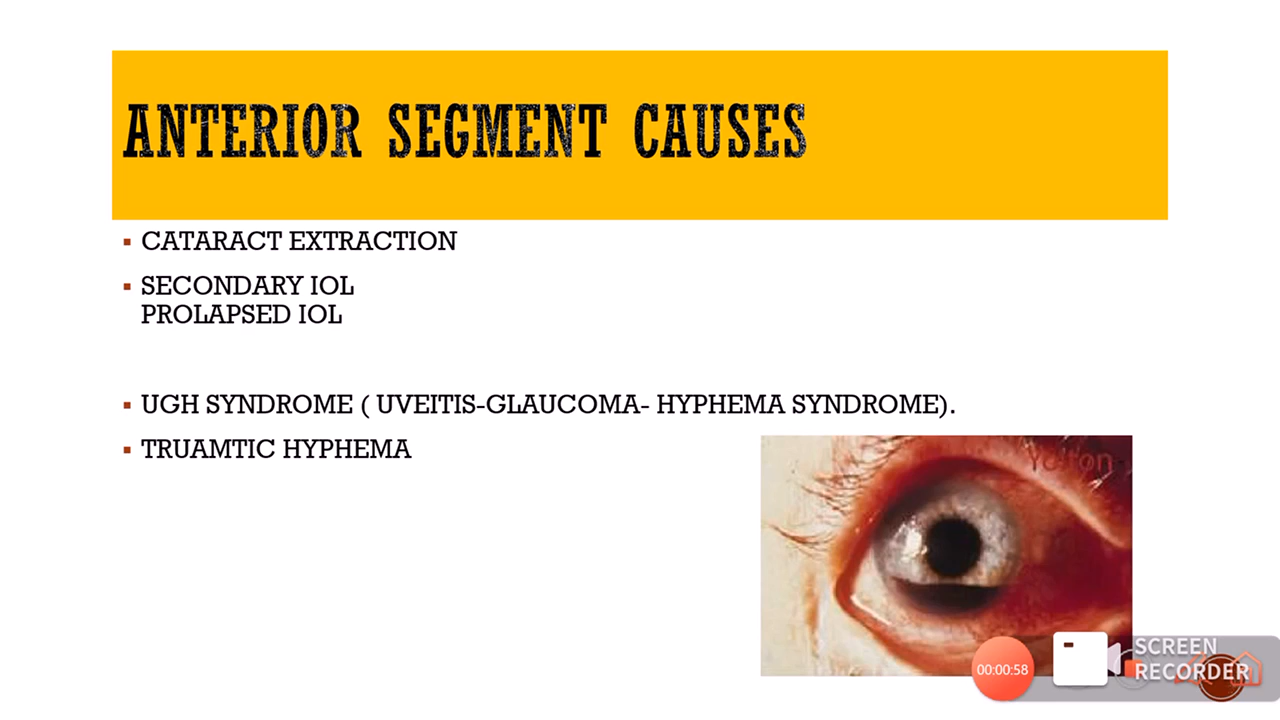 ANTERIOR SEGMENT CAUSES
CATARACT EXTRACTION
SECONDARY IOL
PROLAPSED IOL
UGH SYNDROME ( UVEITIS-GLAUCOMA- HYPHEMA SYNDROME).
TRUAMTIC HYPHEMA
00:00:58
SCREEN
RECORDER